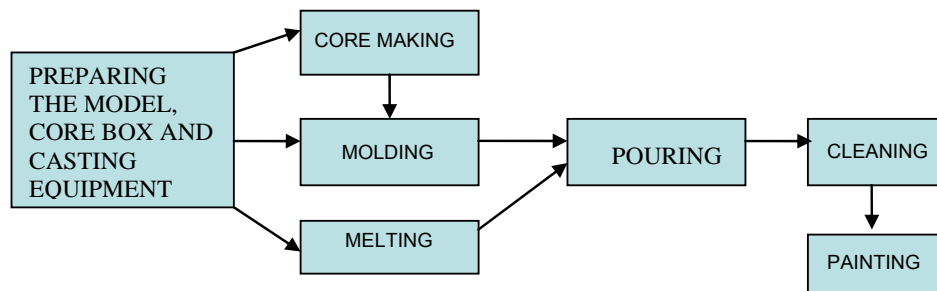 PREPARING
THE MODEL,
CORE BOX AND
CASTING
EQUIPMENT
CORE MAKING
MOLDING
MELTING
POURING
CLEANING
PAINTING